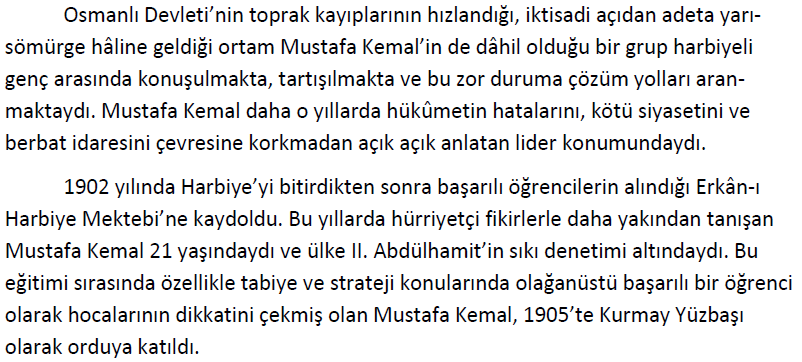 Osmanlı Devleti’nin toprak kayıplarının hızlandığı, iktisadi açıdan adeta yarı-
sömürge hâline geldiği ortam Mustafa Kemal’in de dâhil olduğu bir grup harbiyeli
genç arasında konuşulmakta, tartışılmakta ve bu zor duruma çözüm yolları aran-
maktaydı. Mustafa Kemal daha o yıllarda hükûmetin hatalarını, kötü siyasetini ve
berbat idaresini çevresine korkmadan açık açık anlatan lider konumundaydı.
1902 yılında Harbiye’yi bitirdikten sonra başarılı öğrencilerin alındığı Erkân-ı
Harbiye Mektebi’ne kaydoldu. Bu yıllarda hürriyetçi fikirlerle daha yakından tanışan
Mustafa Kemal 21 yaşındaydı ve ülke II. Abdülhamit’in sıkı denetimi altındaydı. Bu
eğitimi sırasında özellikle tabiye ve strateji konularında olağanüstü başarılı bir öğrenci
olarak hocalarının dikkatini çekmiş olan Mustafa Kemal, 1905’te Kurmay Yüzbaşı
olarak orduya katıldı.